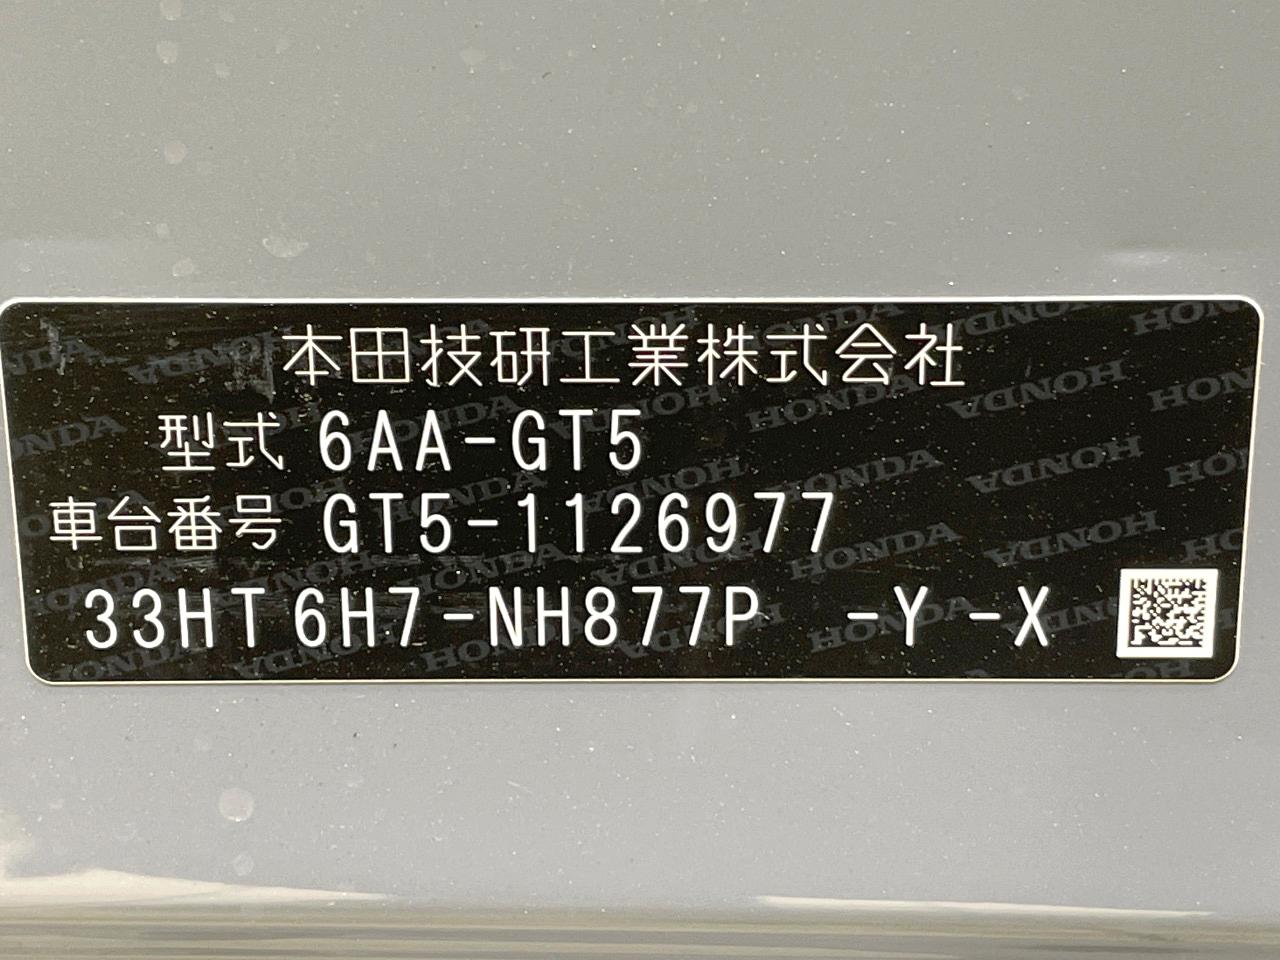 本田技研工業株式会社
型式 6AA-GT5
車台番号 GT5-1126977
33HT6H7-NH877P -Y-X